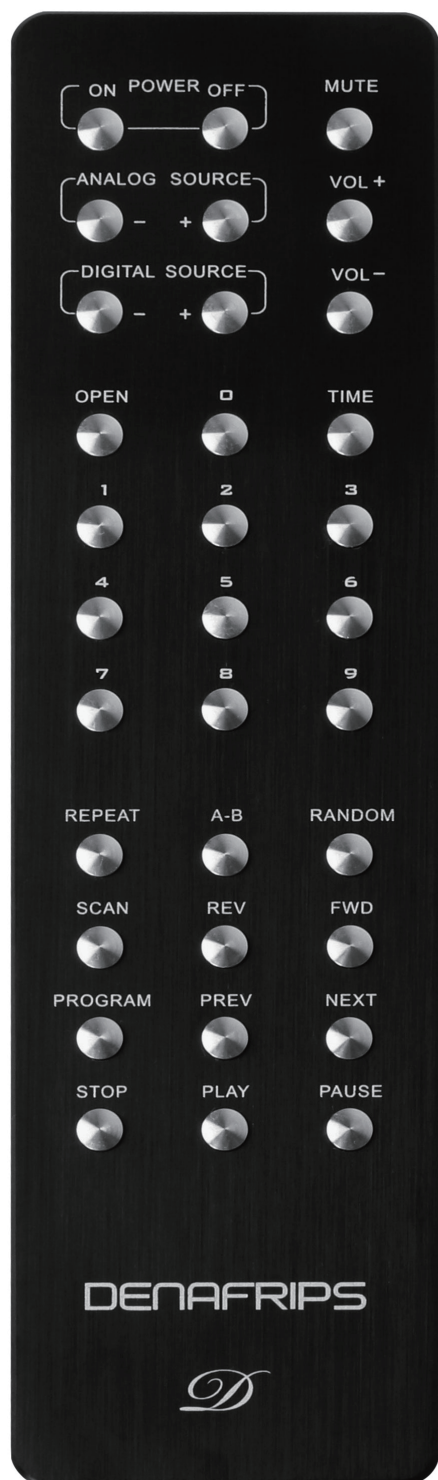 ON POWER OFF MUTE
ANALOG SOURCE VOL +
- +
DIGITAL SOURCE VOL -
- +
OPEN 0 TIME
1 2 3
4 5 6
7 8 9
REPEAT A-B RANDOM
SCAN REV FWD
PROGRAM PREV NEXT
STOP PLAY PAUSE
DENAFRIPS
D